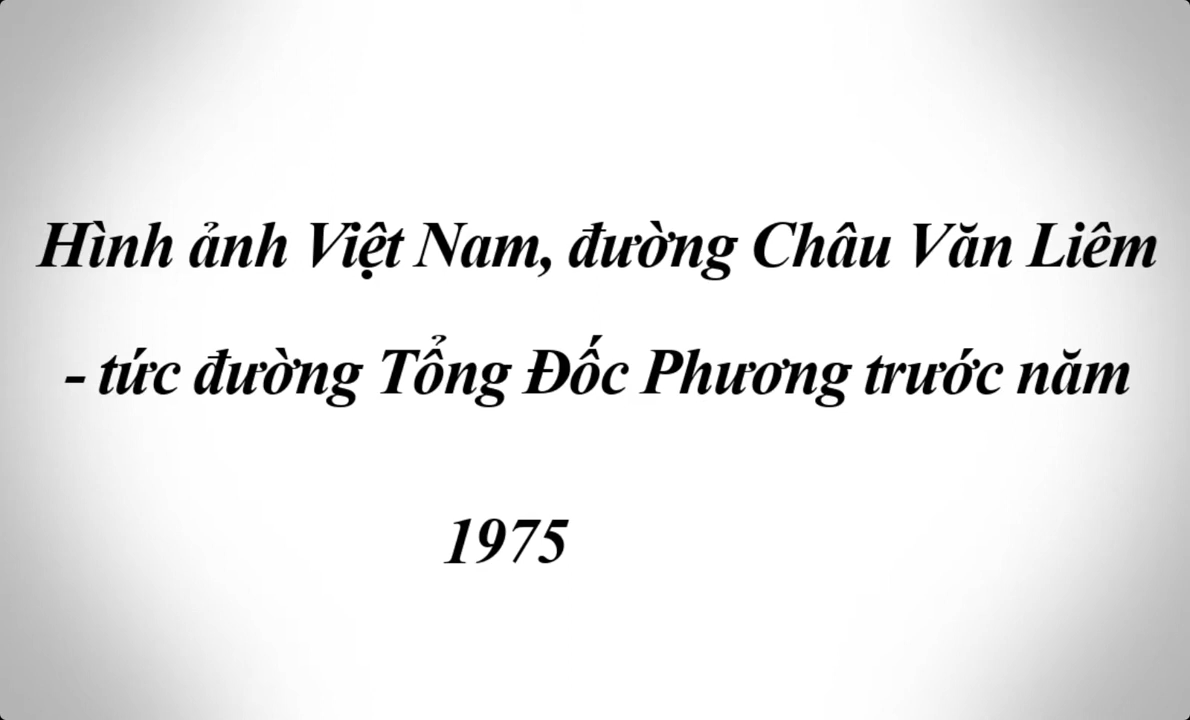 Hình ảnh Việt Nam, đường Châu Văn Liêm
- tức đường Tổng Đốc Phương trước năm
1975